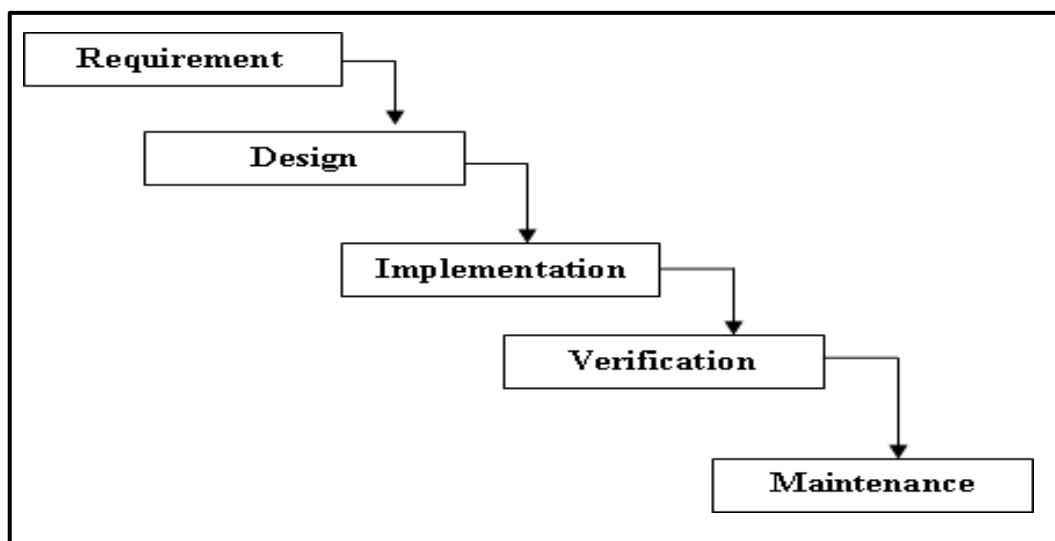 Requirement
Design
Implementation
Verification
Maintenance